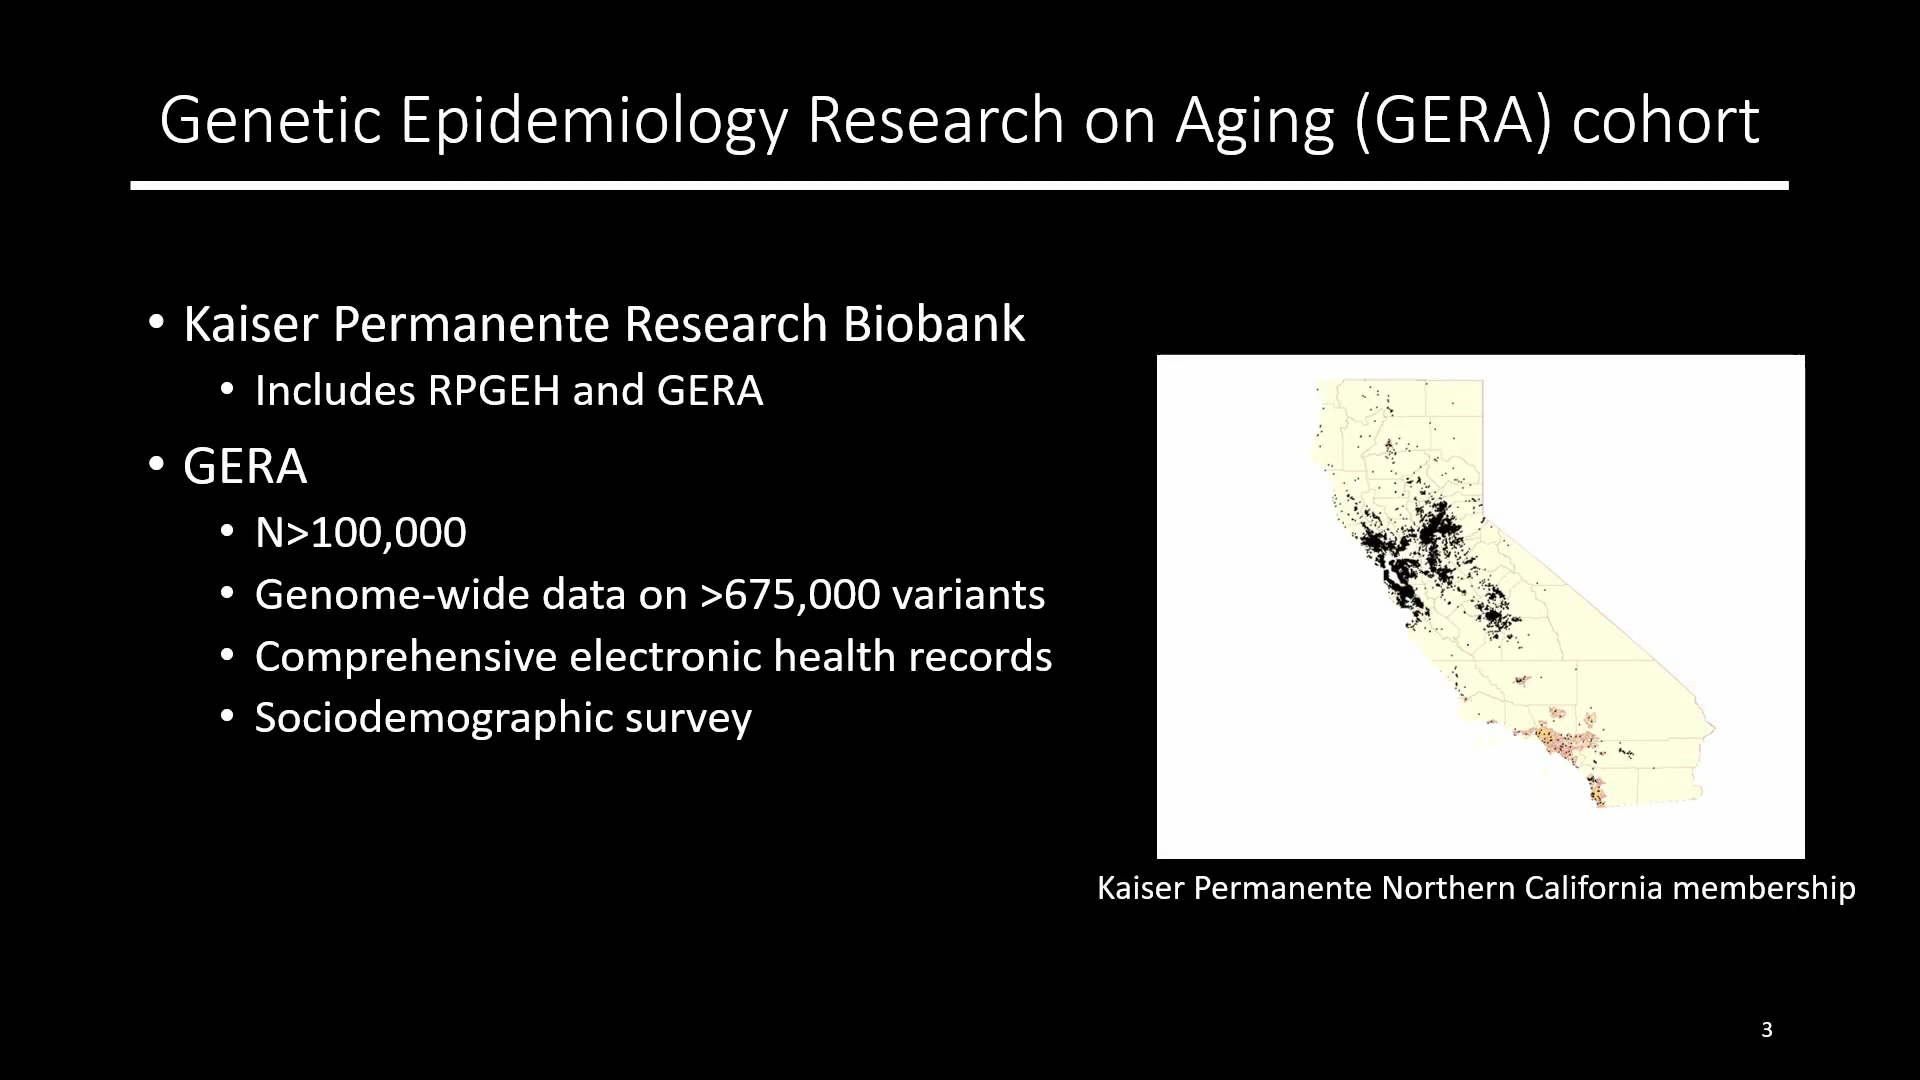 Genetic Epidemiology Research on Aging (GERA) cohort
• Kaiser Permanente Research Biobank
• Includes RPGEH and GERA
• GERA
• N>100,000
• Genome-wide data on >675,000 variants
• Comprehensive electronic health records
• Sociodemographic survey
Kaiser Permanente Northern California membership
3